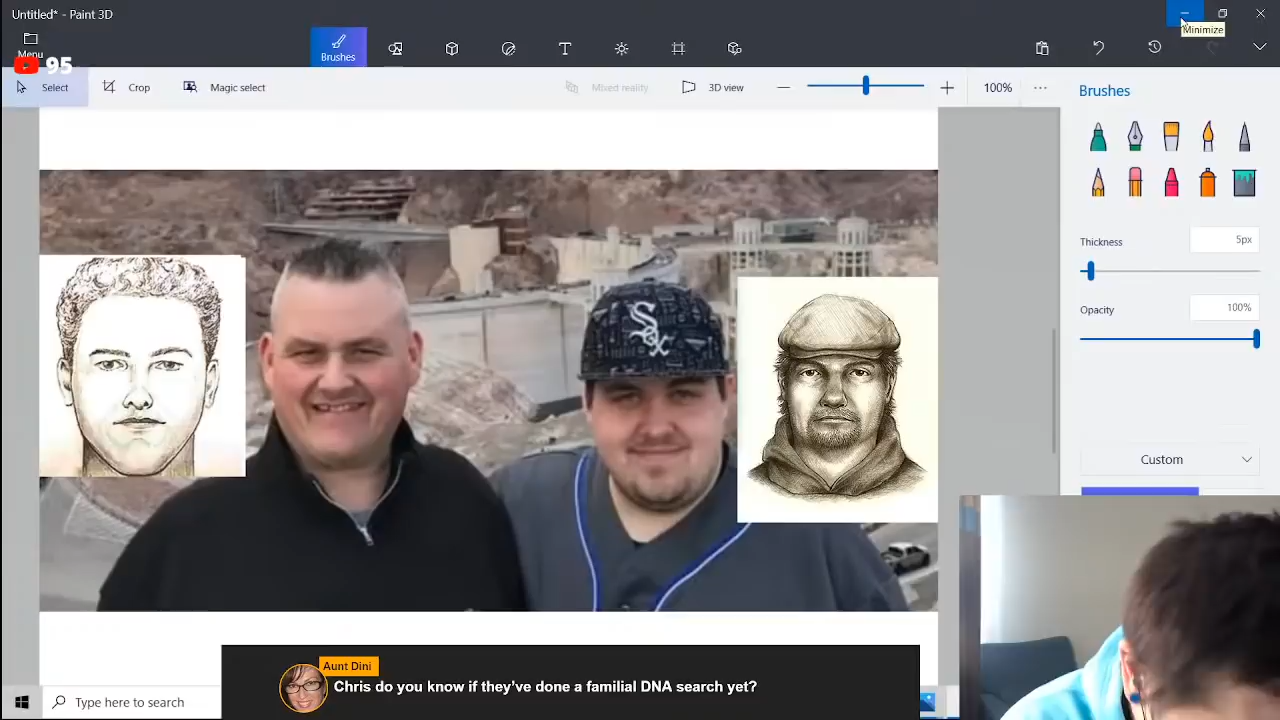 Untitled* - Paint 3D
Minimize
Menu
95
Brushes
Select
Crop
Magic select
Mixed reality
3D view
100%
Brushes
Thickness
5px
Opacity
100%
Custom
Sox
Aunt Dini
Chris do you know if they've done a familial DNA search yet?
Type here to search